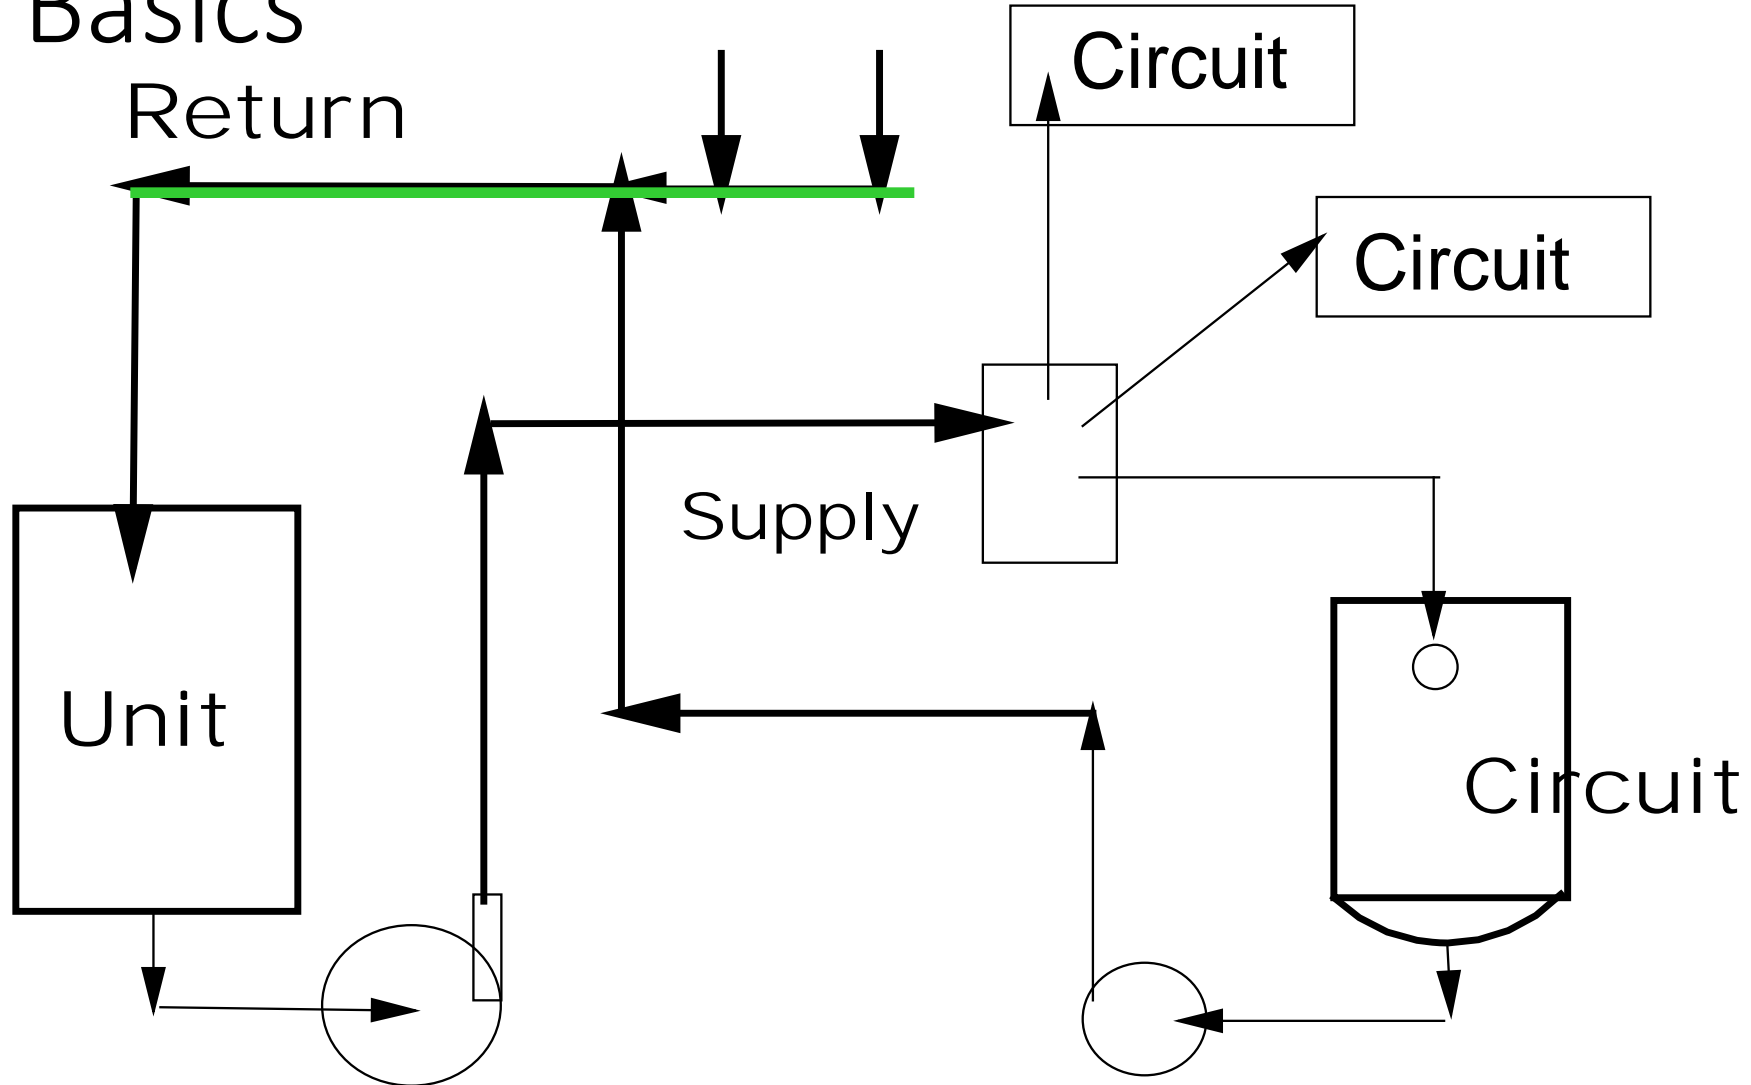 Basics
Return
Circuit
Circuit
Supply
Unit
Circuit